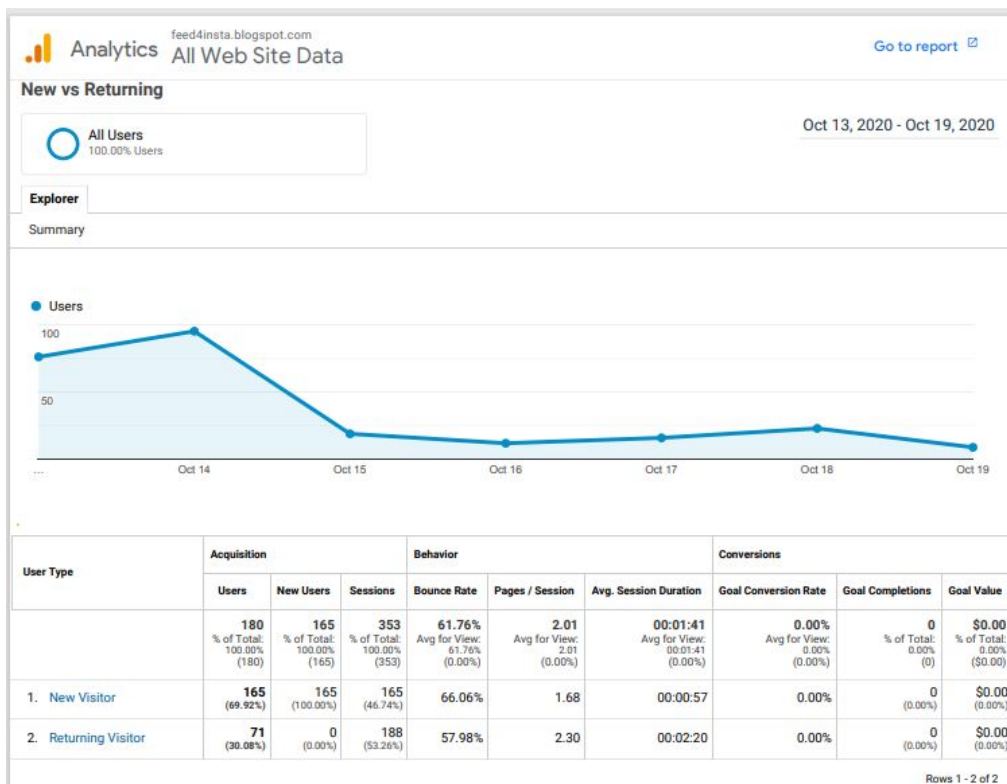 feed4insta.blogspot.com
Analytics All Web Site Data
Go to report
New vs Returning
All Users
100.00% Users
Oct 13, 2020 - Oct 19, 2020
Explorer
Summary
Users
100
50
... Oct 14 Oct 15 Oct 16 Oct 17 Oct 18 Oct 19
User Type Acquisition Behavior Conversions
Users New Users Sessions Bounce Rate Pages / Session Avg. Session Duration Goal Conversion Rate Goal Completions Goal Value
180 165 353 61.76% 2.01 00:01:41 0.00% 0 $0.00
% of Total: % of Total: % of Total: Avg for View: Avg for View: Avg for View: Avg for View: % of Total: % of Total:
100.00% 100.00% 100.00% 61.76% 2.01 00:01:41 0.00% 0.00% 0.00%
(180) (165) (353) (0.00%) (0.00%) (0.00%) (0.00%) (0) ($0.00)
1. New Visitor 165 165 165 66.06% 1.68 00:00:57 0.00% 0 $0.00
(69.92%) (100.00%) (46.74%) (0.00%) (0.00%)
2. Returning Visitor 71 0 188 57.98% 2.30 00:02:20 0.00% 0 $0.00
(30.08%) (0.00%) (53.26%) (0.00%) (0.00%)
Rows 1 - 2 of 2